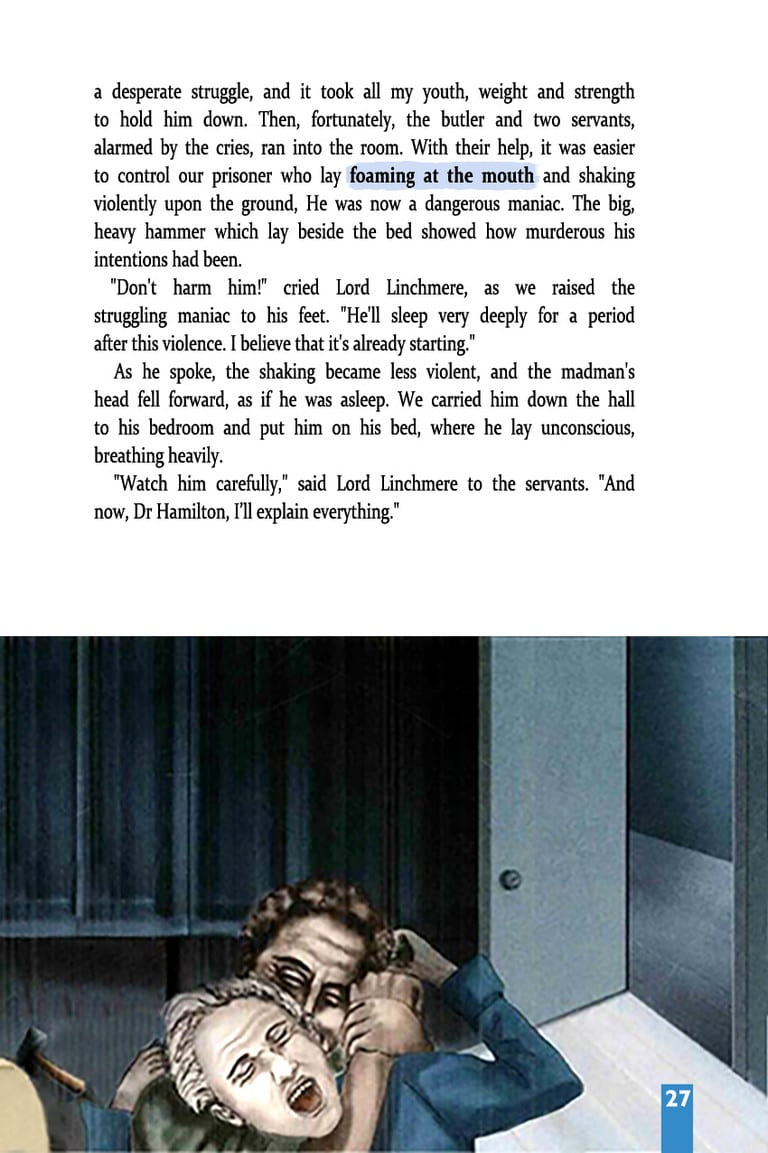 a desperate struggle, and it took all my youth, weight and strength
to hold him down. Then, fortunately, the butler and two servants,
alarmed by the cries, ran into the room. With their help, it was easier
to control our prisoner who lay foaming at the mouth and shaking
violently upon the ground, He was now a dangerous maniac. The big,
heavy hammer which lay beside the bed showed how murderous his
intentions had been.
"Don't harm him!" cried Lord Linchmere, as we raised the
struggling maniac to his feet. "He'll sleep very deeply for a period
after this violence. I believe that it's already starting."
As he spoke, the shaking became less violent, and the madman's
head fell forward, as if he was asleep. We carried him down the hall
to his bedroom and put him on his bed, where he lay unconscious,
breathing heavily.
"Watch him carefully," said Lord Linchmere to the servants. "And
now, Dr Hamilton, I’ll explain everything."
27